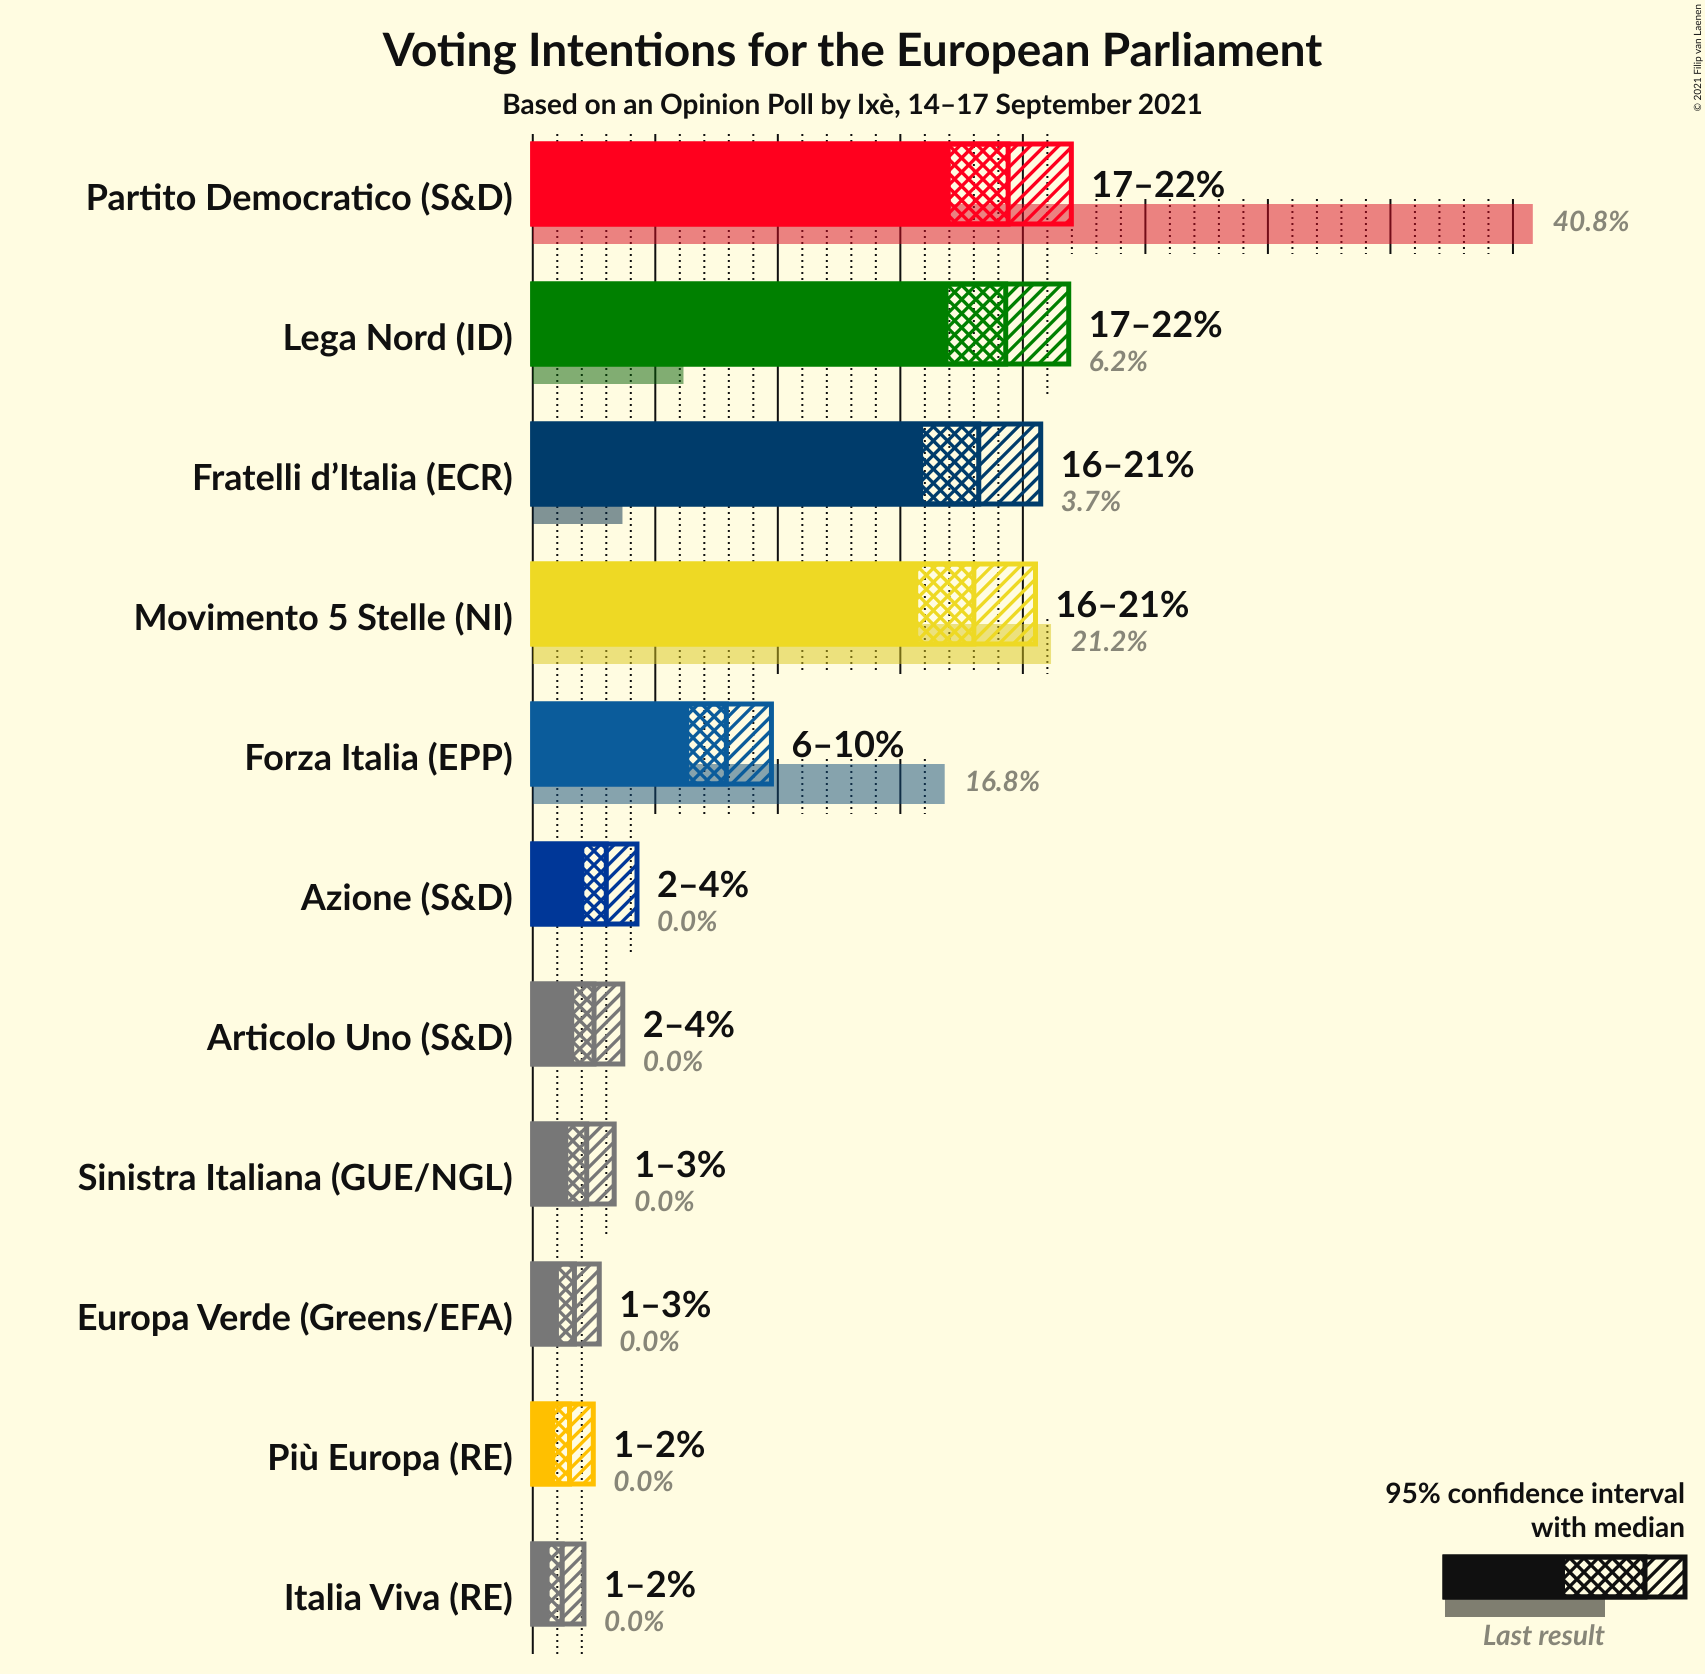 Voting Intentions for the European Parliament
Based on an Opinion Poll by Ixè, 14–17 September 2021
© 2021 Filip van Laenen
Partito Democratico (S&D)
17–22%
40.8%
Lega Nord (ID)
17–22%
6.2%
Fratelli d’Italia (ECR)
16–21%
3.7%
Movimento 5 Stelle (NI)
16–21%
21.2%
Forza Italia (EPP)
6–10%
16.8%
Azione (S&D)
2–4%
0.0%
Articolo Uno (S&D)
2–4%
0.0%
Sinistra Italiana (GUE/NGL)
1–3%
0.0%
Europa Verde (Greens/EFA)
1–3%
0.0%
Più Europa (RE)
1–2%
0.0%
Italia Viva (RE)
1–2%
0.0%
95% confidence interval
with median
Last result